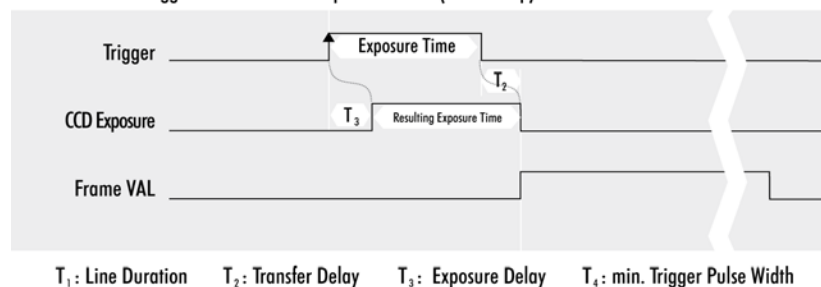 Trigger
Exposure Time
T₂
CCD Exposure
T₃
Resulting Exposure Time
Frame VAL
T₁: Line Duration T₂: Transfer Delay T₃: Exposure Delay T₄: min. Trigger Pulse Width